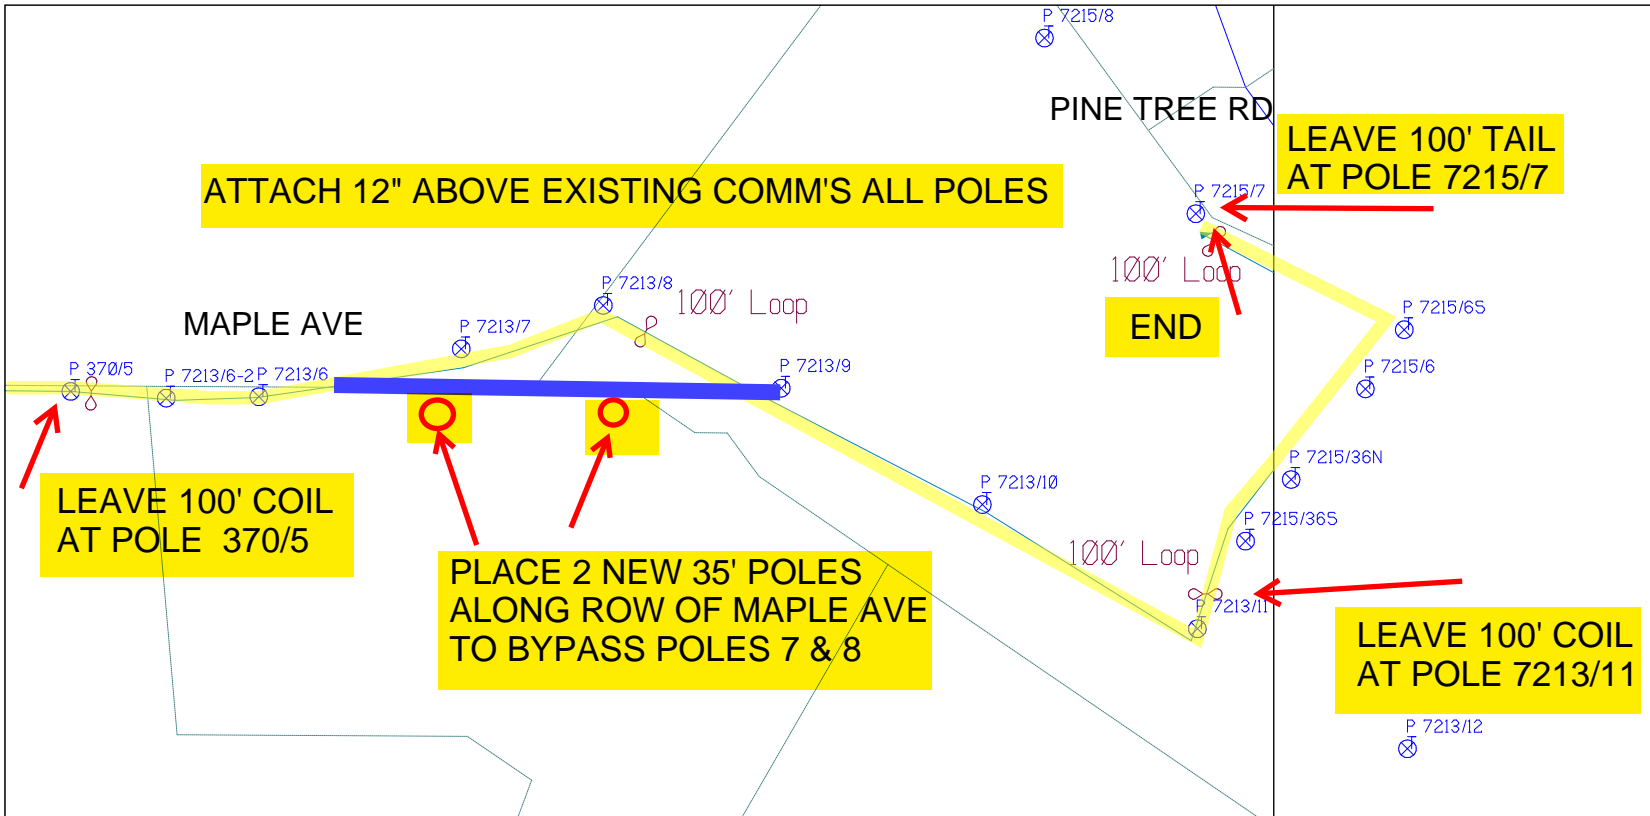 P 7215/8
PINE TREE RD
LEAVE 100' TAIL
AT POLE 7215/7
ATTACH 12" ABOVE EXISTING COMM'S ALL POLES
P 7215/7
100' Loop
P 7213/8
100' Loop
P 7215/6S
END
MAPLE AVE
P 7213/7
P 370/5
P 7213/6-2
P 7213/6
P 7213/9
P 7215/6
P 7215/36N
LEAVE 100' COIL
AT POLE 370/5
P 7213/10
P 7215/36S
100' Loop
PLACE 2 NEW 35' POLES
ALONG ROW OF MAPLE AVE
TO BYPASS POLES 7 & 8
P 7213/11
LEAVE 100' COIL
AT POLE 7213/11
P 7213/12